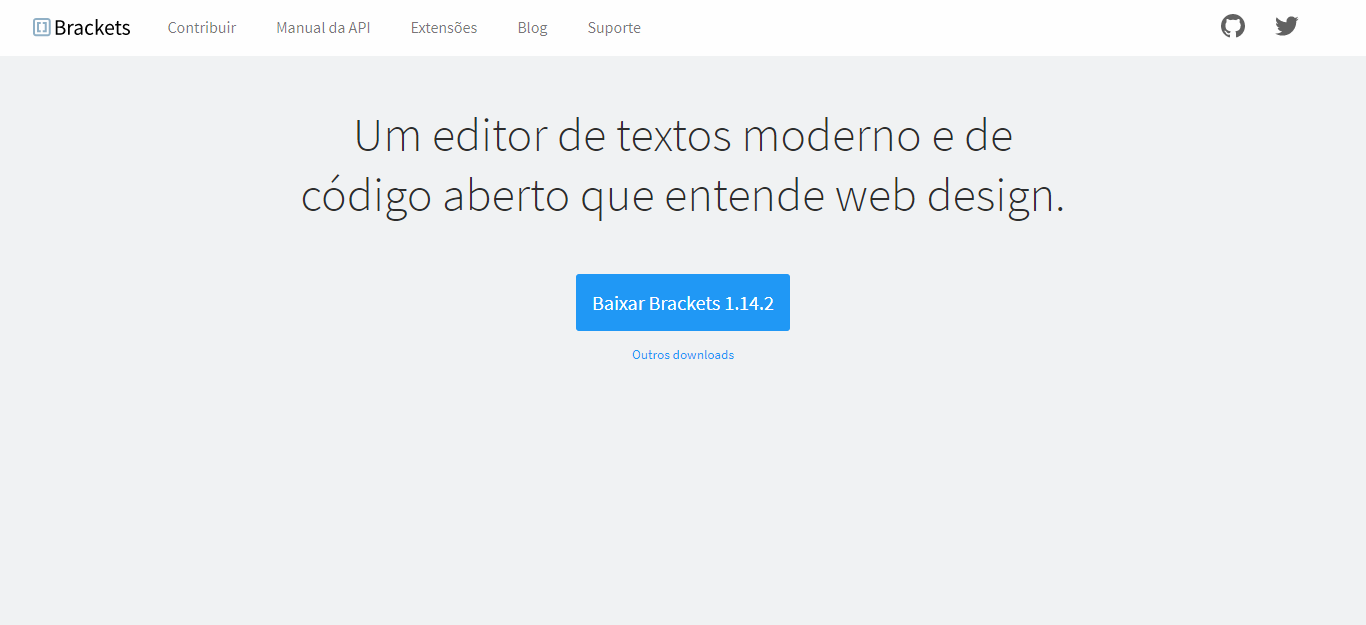 Brackets Contribuir Manual da API Extensões Blog Suporte
Um editor de textos moderno e de
código aberto que entende web design.
Baixar Brackets 1.14.2
Outros downloads